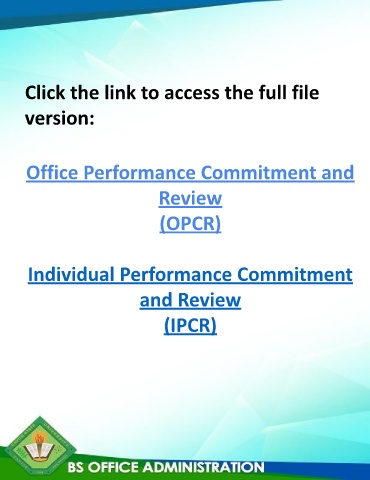 Click the link to access the full file
version:
Office Performance Commitment and
Review
(OPCR)
Individual Performance Commitment
and Review
(IPCR)
BS OFFICE ADMINISTRATION